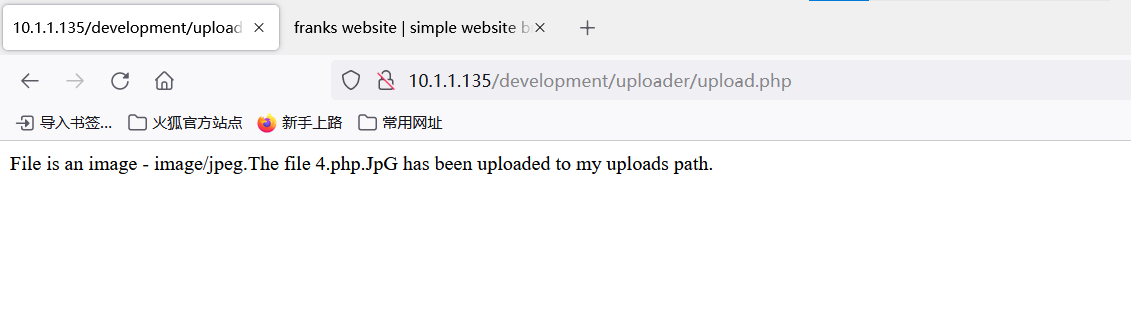 10.1.1.135/development/upload
franks website | simple website b
10.1.1.135/development/uploader/upload.php
导入书签... 火狐官方站点 新手上路 常用网址
File is an image - image/jpeg.The file 4.php.JpG has been uploaded to my uploads path.